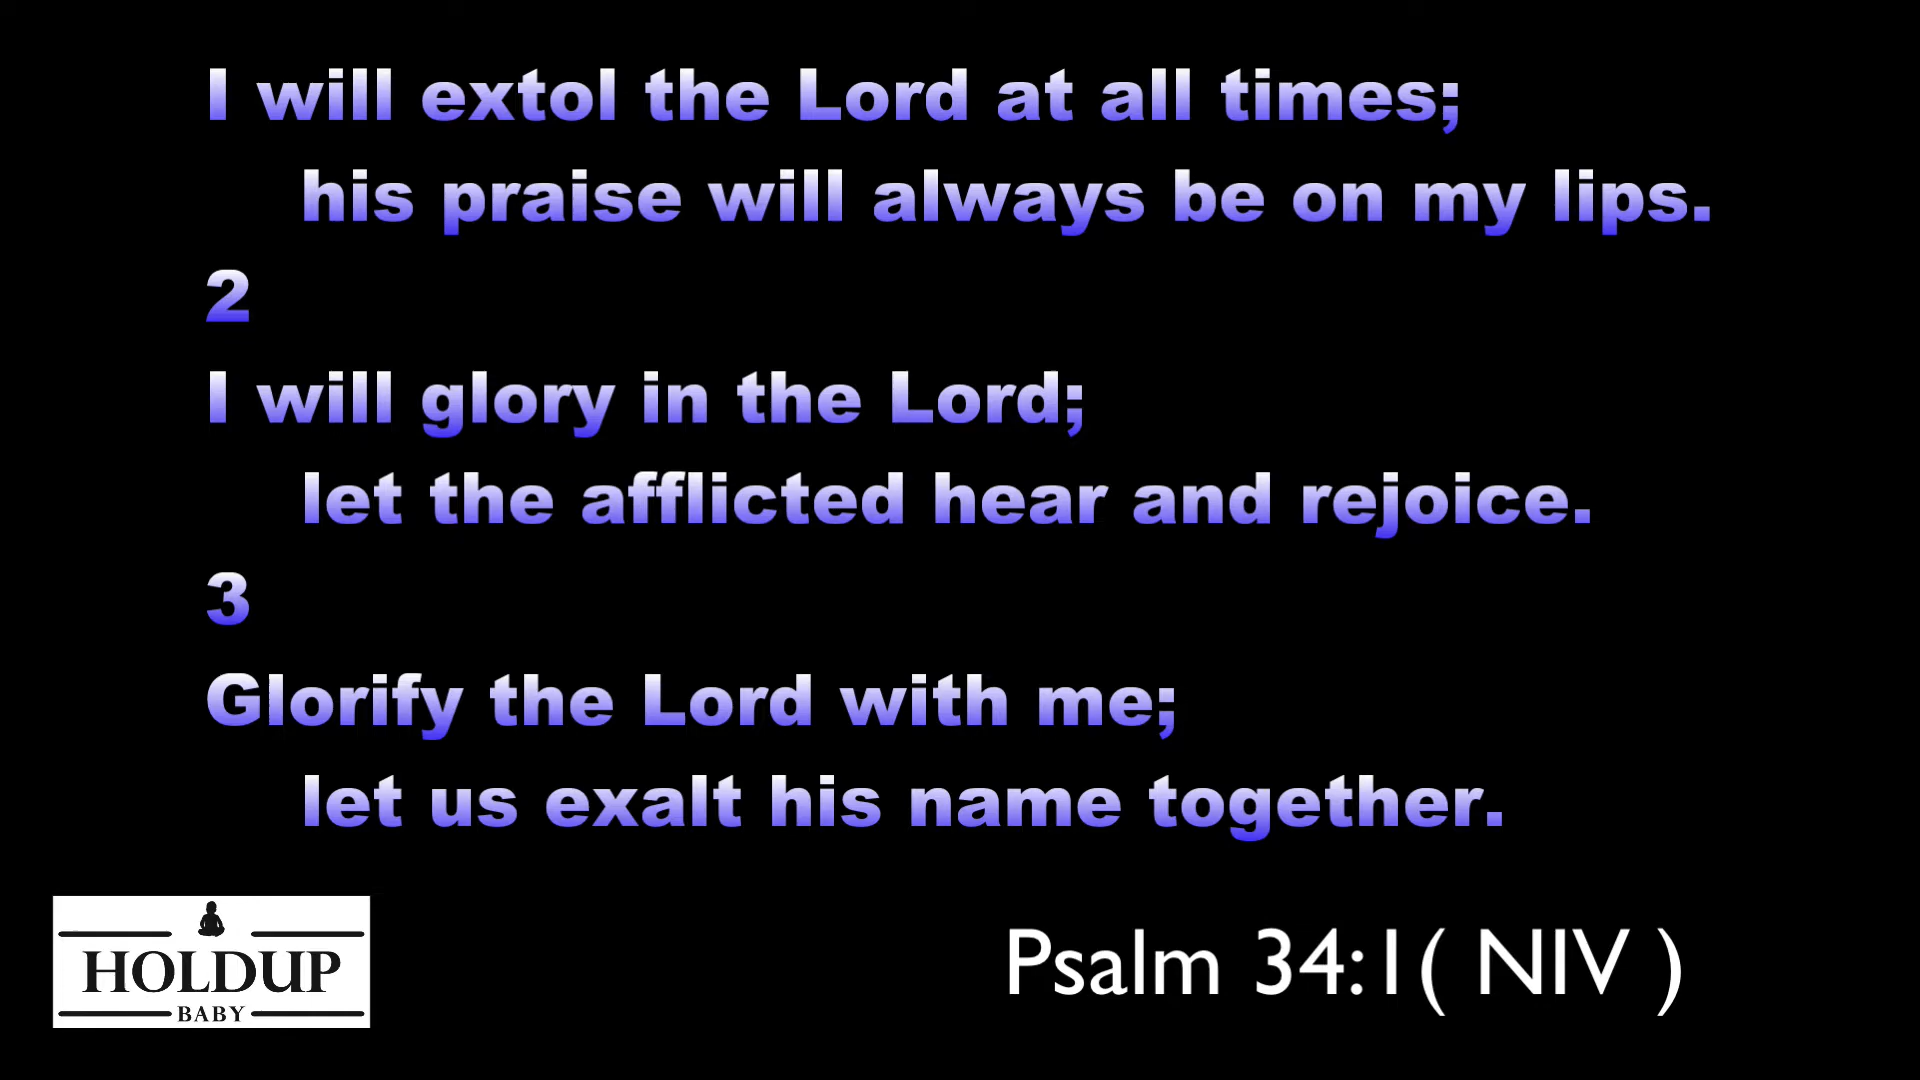 I will extol the Lord at all times;
his praise will always be on my lips.
2
I will glory in the Lord;
let the afflicted hear and rejoice.
3
Glorify the Lord with me;
let us exalt his name together.
HOLDUP
BABY
Psalm 34:1( NIV )